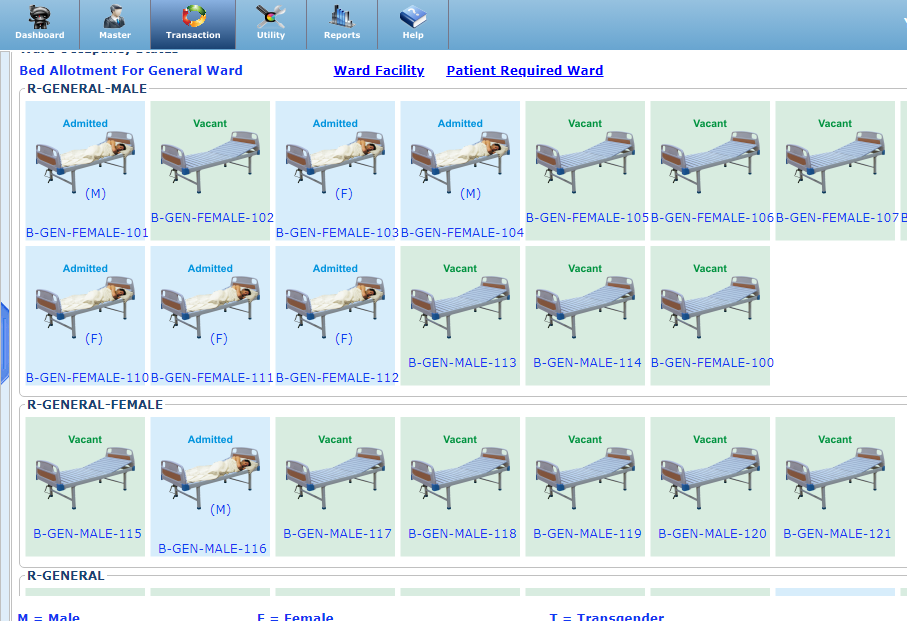 Dashboard Master Transaction Utility Reports Help
Ward Occupancy Status
Bed Allotment For General Ward Ward Facility Patient Required Ward
R-GENERAL-MALE
Admitted Vacant Admitted Admitted Vacant Vacant Vacant
(M) (F) (M)
B-GEN-FEMALE-102 B-GEN-FEMALE-105 B-GEN-FEMALE-106 B-GEN-FEMALE-107 B
B-GEN-FEMALE-101 B-GEN-FEMALE-103 B-GEN-FEMALE-104
Admitted Admitted Admitted Vacant Vacant Vacant
(F) (F) (F)
B-GEN-MALE-113 B-GEN-MALE-114 B-GEN-FEMALE-100
B-GEN-FEMALE-110 B-GEN-FEMALE-111 B-GEN-FEMALE-112
R-GENERAL-FEMALE
Vacant Admitted Vacant Vacant Vacant Vacant Vacant
(M)
B-GEN-MALE-115 B-GEN-MALE-117 B-GEN-MALE-118 B-GEN-MALE-119 B-GEN-MALE-120 B-GEN-MALE-121
B-GEN-MALE-116
R-GENERAL
M = Male F = Female T = Transgender